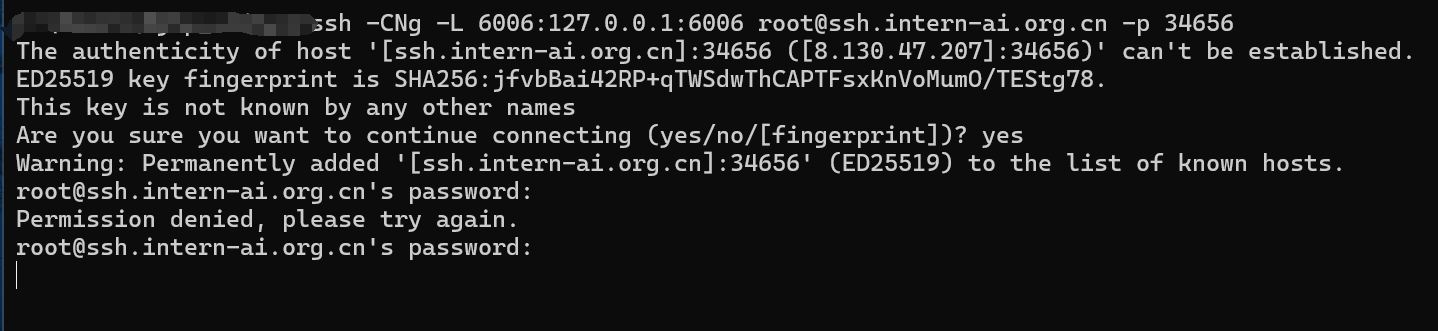 ssh -CNg -L 6006:127.0.0.1:6006 root@ssh.intern-ai.org.cn -p 34656
The authenticity of host '[ssh.intern-ai.org.cn]:34656 ([8.130.47.207]:34656)' can't be established.
ED25519 key fingerprint is SHA256:jfvbBai42RP+qTWSdwThCAPTFsxKnVoMumO/TEStg78.
This key is not known by any other names
Are you sure you want to continue connecting (yes/no/[fingerprint])? yes
Warning: Permanently added '[ssh.intern-ai.org.cn]:34656' (ED25519) to the list of known hosts.
root@ssh.intern-ai.org.cn's password:
Permission denied, please try again.
root@ssh.intern-ai.org.cn's password: